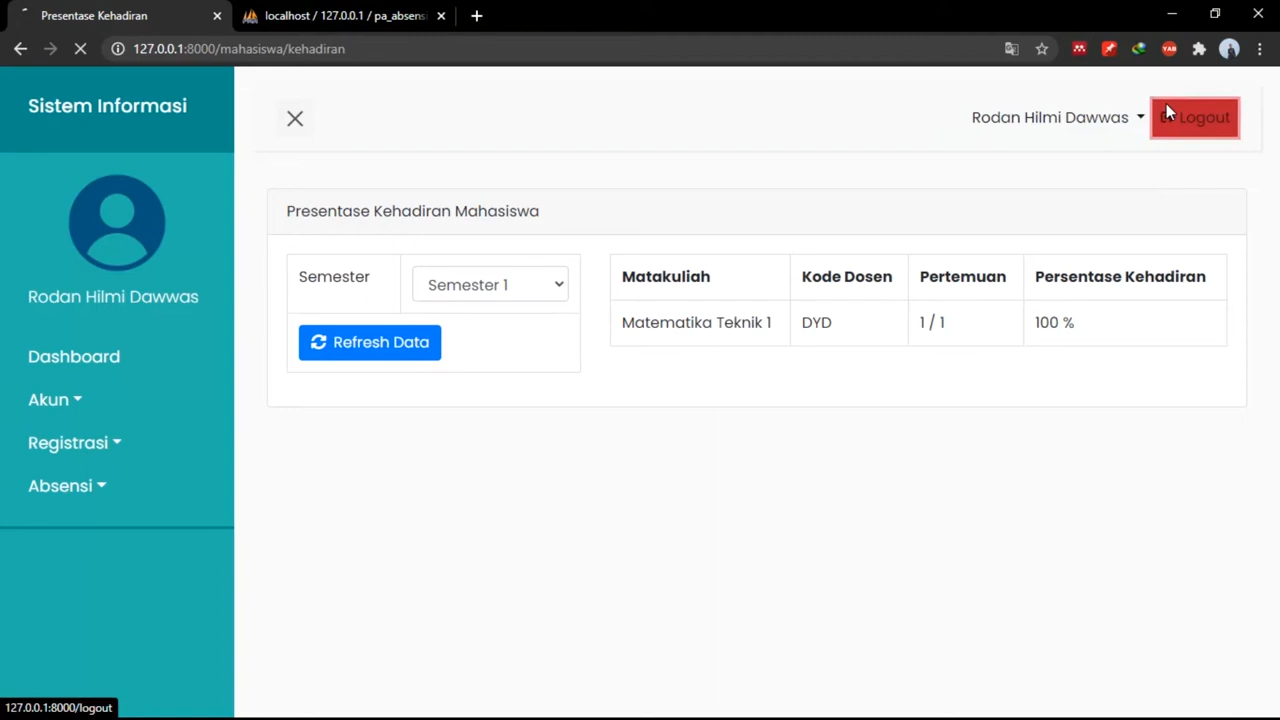 Presentase Kehadiran
localhost / 127.0.0.1 / pa_absens
127.0.0.1:8000/mahasiswa/kehadiran
YAB
Sistem Informasi
Rodan Hilmi Dawwas
Logout
Rodan Hilmi Dawwas
Dashboard
Akun
Registrasi
Absensi
Presentase Kehadiran Mahasiswa
Semester
Semester 1
Refresh Data
Matakuliah Kode Dosen Pertemuan Persentase Kehadiran
Matematika Teknik 1 DYD 1 / 1 100 %
127.0.0.1:8000/logout